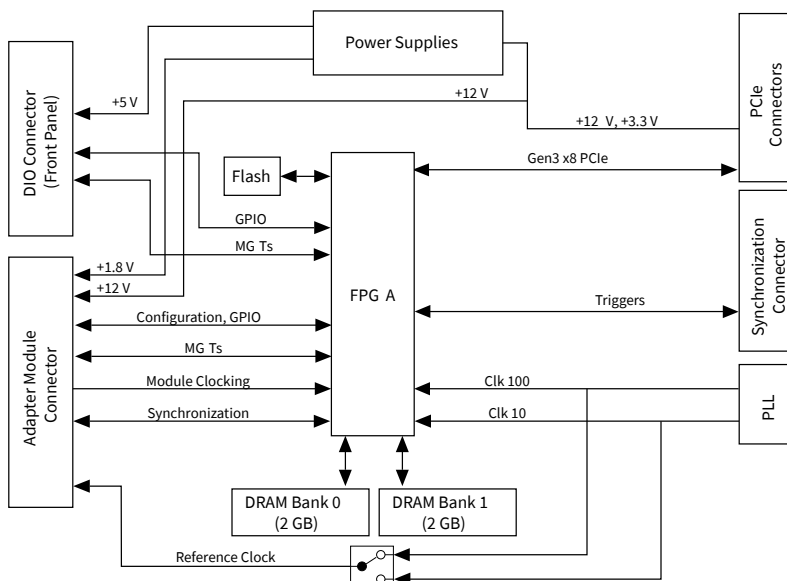 Power Supplies
DIO Connector
(Front Panel)
+5 V
+12 V
+12 V, +3.3 V
PCIe
Connectors
Gen3 x8 PCIe
Flash
GPIO
MG Ts
+1.8 V
+12 V
FPG A
Synchronization
Connector
Triggers
Adapter Module
Connector
Configuration, GPIO
MG Ts
Module Clocking
Synchronization
Clk 100
Clk 10
PLL
DRAM Bank 0
(2 GB)
DRAM Bank 1
(2 GB)
Reference Clock